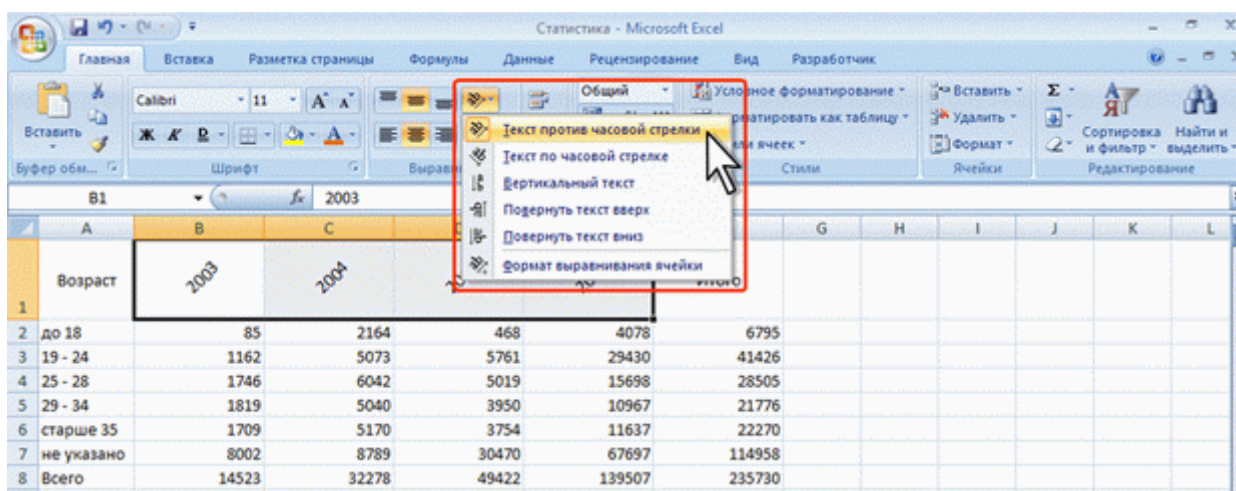 Статистика - Microsoft Excel
Главная Вставка Разметка страницы Формулы Данные Рецензирование Вид Разработчик
Вставить
Буфер обм...
Calibri 11
Ж К Ч
Шрифт
Общий
Условное форматирование
как таблицу
Стили
Вставить
Удалить
Формат
Ячейки
Сортировка и фильтр
Найти и выделить
Редактирование
Текст против часовой стрелки
Текст по часовой стрелке
Вертикальный текст
Повернуть текст вверх
Повернуть текст вниз
Формат выравнивания ячейки
B1 fx 2003
A B C G H I J K L
1 Возраст 2003 2004
2 до 18 85 2164 468 4078 6795
3 19 - 24 1162 5073 5761 29430 41426
4 25 - 28 1746 6042 5019 15698 28505
5 29 - 34 1819 5040 3950 10967 21776
6 старше 35 1709 5170 3754 11637 22270
7 не указано 8002 8789 30470 67697 114958
8 Всего 14523 32278 49422 139507 235730